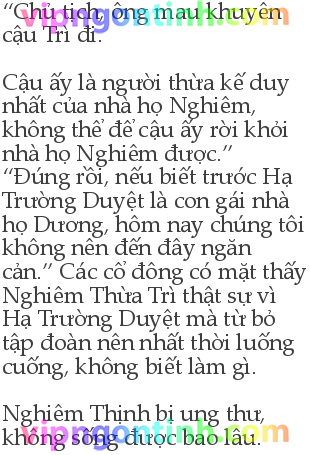 “Chủ tịch, ông mau khuyên
cậu Trì đi.
Cậu ấy là người thừa kế duy
nhất của nhà họ Nghiêm,
không thể để cậu ấy rời khỏi
nhà họ Nghiêm được.”
“Đúng rồi, nếu biết trước Hạ
Trường Duyệt là con gái nhà
họ Dương, hôm nay chúng tôi
không nên đến đây ngăn
cản.” Các cổ đông có mặt thấy
Nghiêm Thừa Trì thật sự vì
Hạ Trường Duyệt mà từ bỏ
tập đoàn nên nhất thời luống
cuống, không biết làm gì.
Nghiêm Thịnh bị ung thư,
không sống được bao lâu.
vipngontinh.com
vipngontinh.com